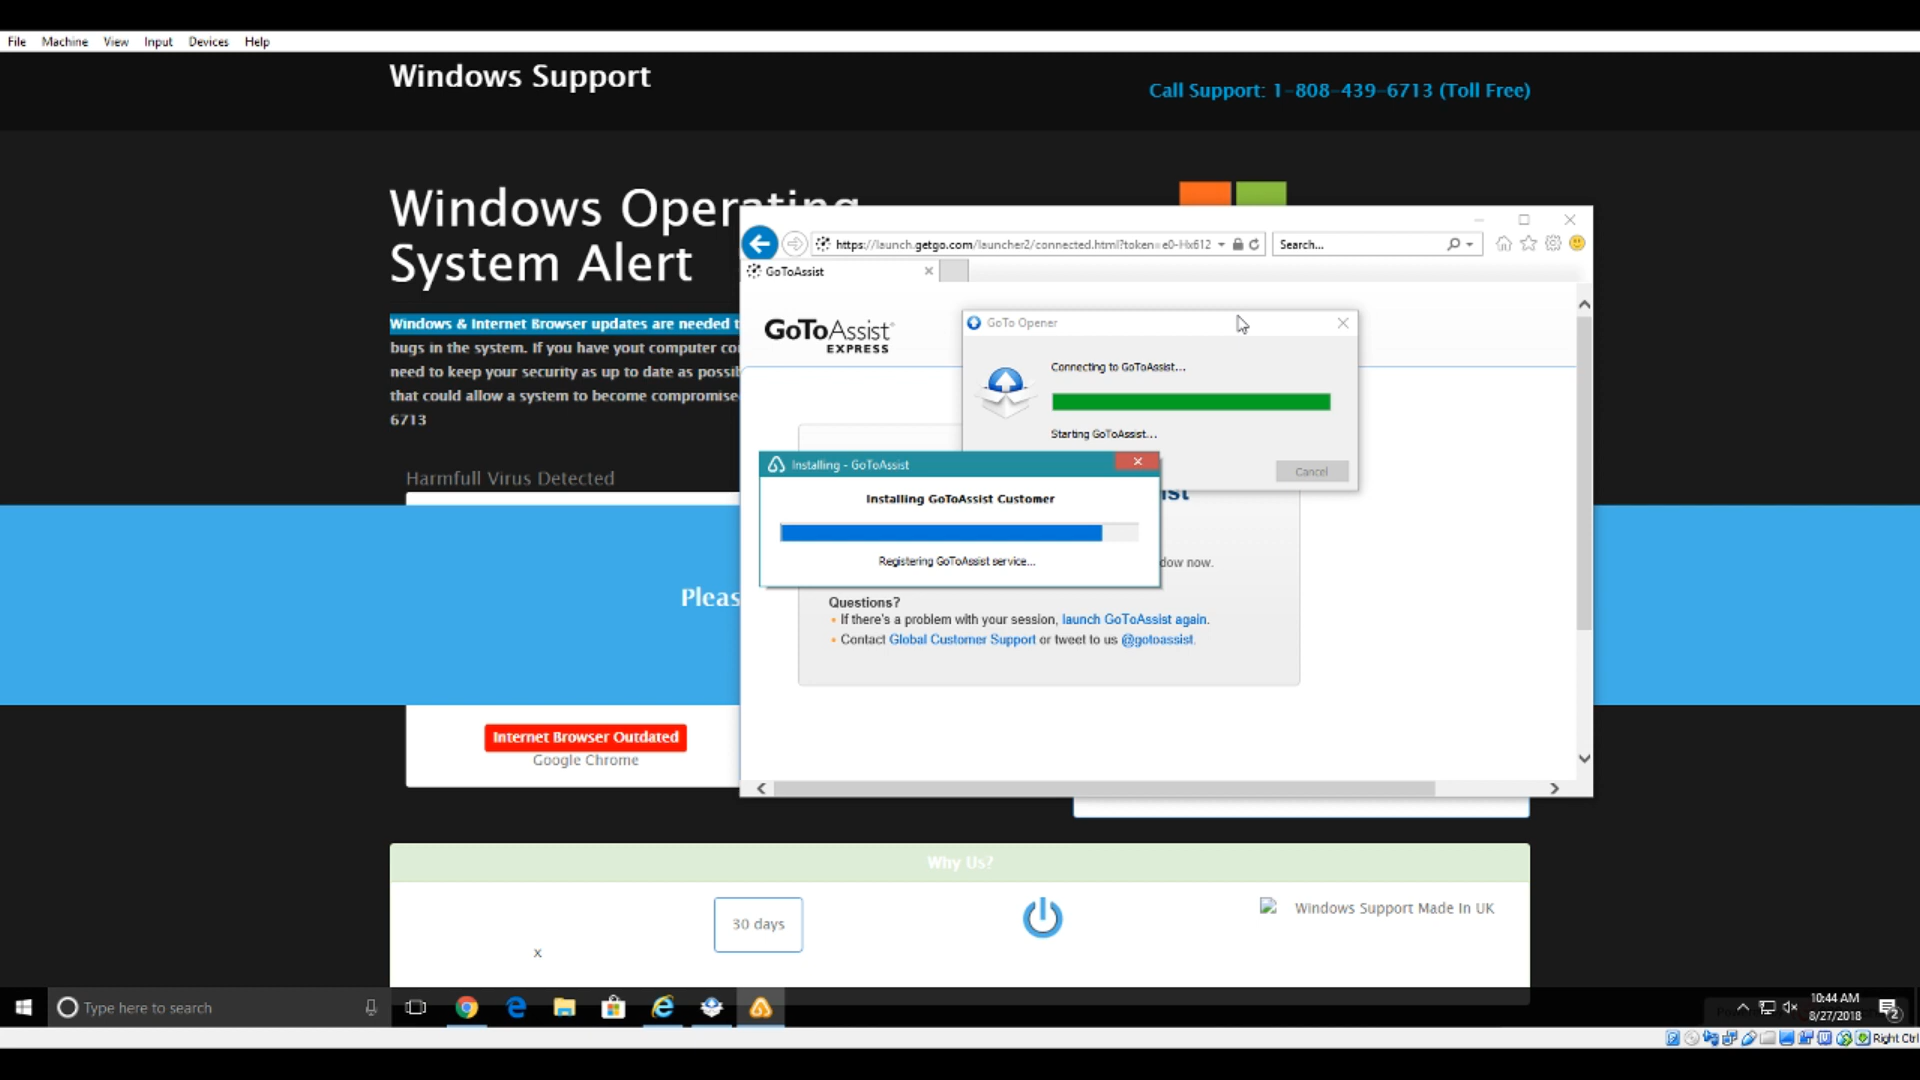 File Machine View Input Devices Help
Windows Support
Call Support: 1-808-439-6713 (Toll Free)
Windows Operating
System Alert
Windows & Internet Browser updates are needed t
bugs in the system. If you have yout computer co
need to keep your security as up to date as possib
that could allow a system to become compromise
6713
Harmfull Virus Detected
Pleas
Internet Browser Outdated
Google Chrome
https://launch.getgo.com/launcher2/connected.html?token=e0-Hx612
Search...
GoToAssist
GoToAssist
EXPRESS
GoTo Opener
Connecting to GoToAssist...
Starting GoToAssist...
Cancel
Installing - GoToAssist
Installing GoToAssist Customer
Registering GoToAssist service...
ist
dow now.
Questions?
If there's a problem with your session, launch GoToAssist again.
Contact Global Customer Support or tweet to us @gotoassist.
Why Us?
x
30 days
Windows Support Made In UK
Type here to search
10:44 AM
8/27/2018
2
Right Ctrl